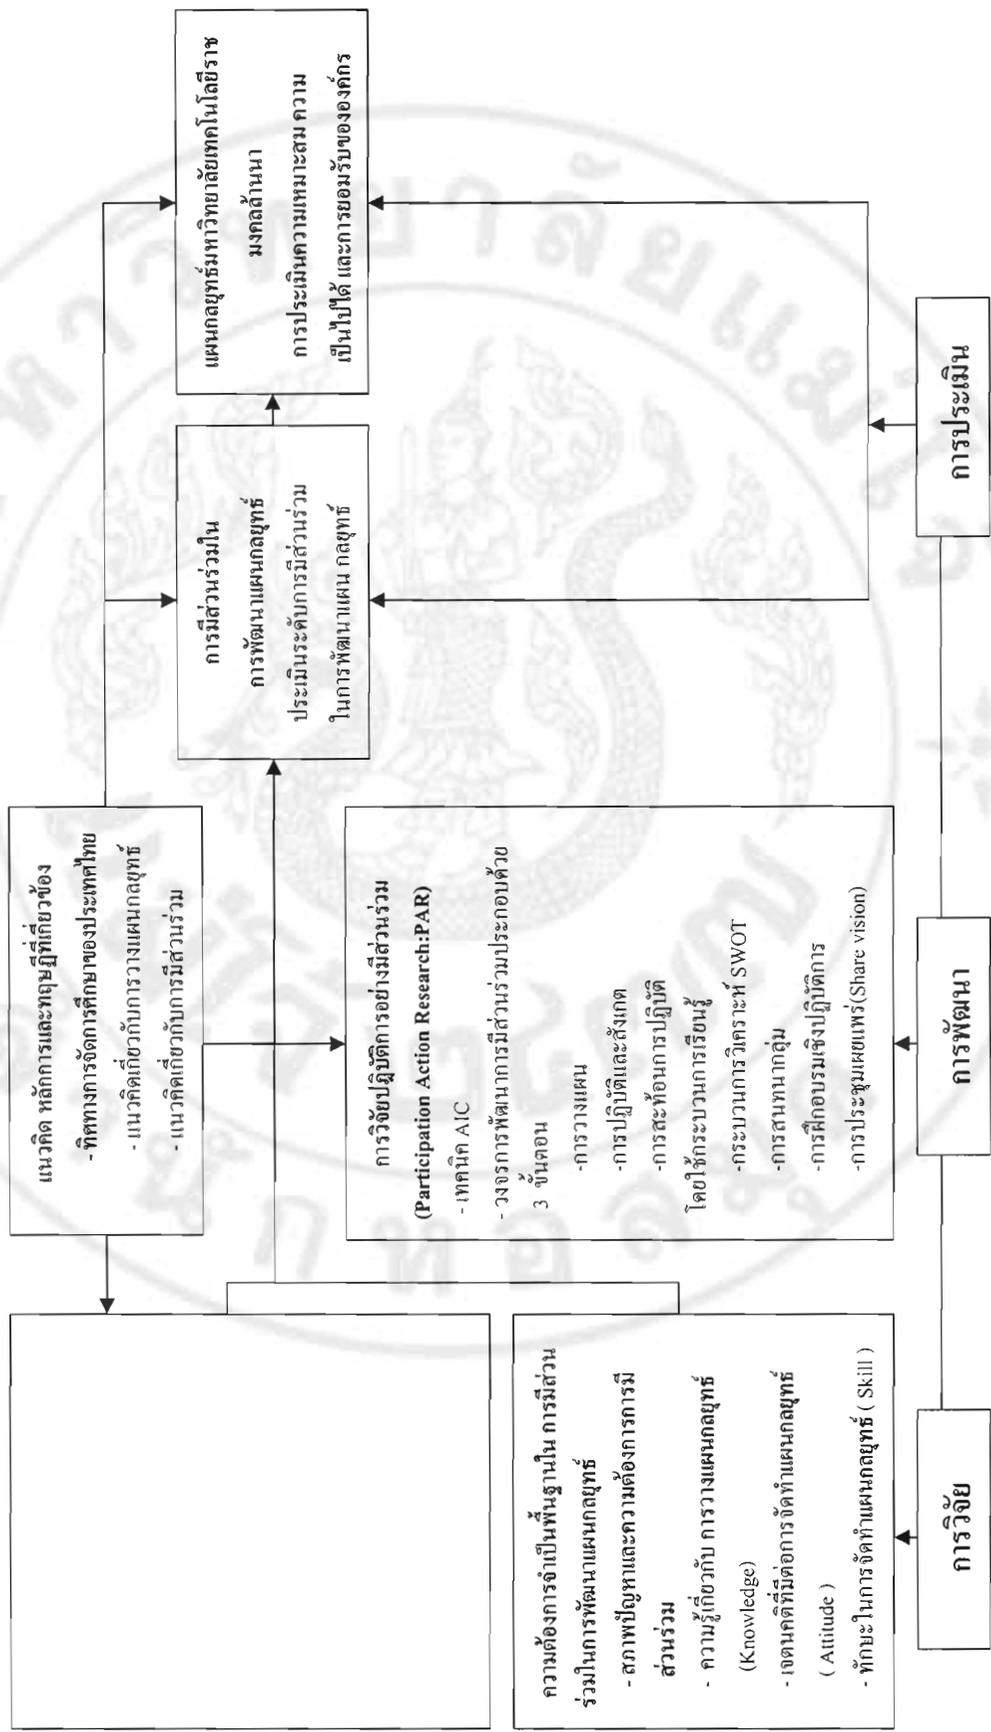 แนวคิด หลักการและทฤษฎีที่เกี่ยวข้อง
- ทิศทางการจัดการศึกษาของประเทศไทย
- แนวคิดเกี่ยวกับการวางแผนกลยุทธ์
- แนวคิดเกี่ยวกับการมีส่วนร่วม
ความต้องการจำเป็นพื้นฐานใน การมีส่วน
ร่วมในการพัฒนาแผนกลยุทธ์
- สภาพปัญหาและความต้องการการมี
ส่วนร่วม
- ความรู้เกี่ยวกับ การวางแผนกลยุทธ์
(Knowledge)
- เจตนคติที่มีต่อการจัดทำแผนกลยุทธ์
( Attitude )
- ทักษะในการจัดทำแผนกลยุทธ์ ( Skill )
การวิจัยปฏิบัติการอย่างมีส่วนร่วม
(Participation Action Research:PAR)
- เทคนิค AIC
- วงจรการพัฒนาการมีส่วนร่วมประกอบด้วย
3 ขั้นตอน
-การวางแผน
-การปฏิบัติและสังเกต
-การสะท้อนการปฏิบัติ
โดยใช้กระบวนการเรียนรู้
-กระบวนการวิเคราะห์ SWOT
-การสนทนากลุ่ม
-การฝึกอบรมเชิงปฏิบัติการ
-การประชุมเผยแพร่(Share vision)
การมีส่วนร่วมใน
การพัฒนาแผนกลยุทธ์
ประเมินระดับการมีส่วนร่วม
ในการพัฒนาแผน กลยุทธ์
แผนกลยุทธ์มหาวิทยาลัยเทคโนโลยีราช
มงคลล้านนา
การประเมินความเหมาะสม ความ
เป็นไปได้ และการยอมรับขององค์กร
การวิจัย
การพัฒนา
การประเมิน